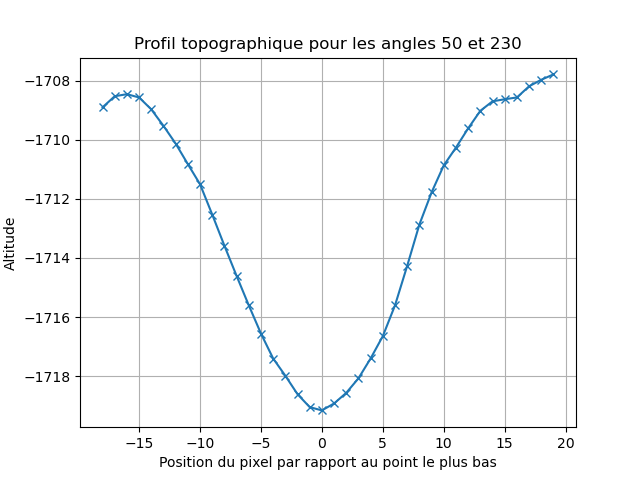 Profil topographique pour les angles 50 et 230
Altitude
−1708
−1710
−1712
−1714
−1716
−1718
−15 −10 −5 0 5 10 15 20
Position du pixel par rapport au point le plus bas